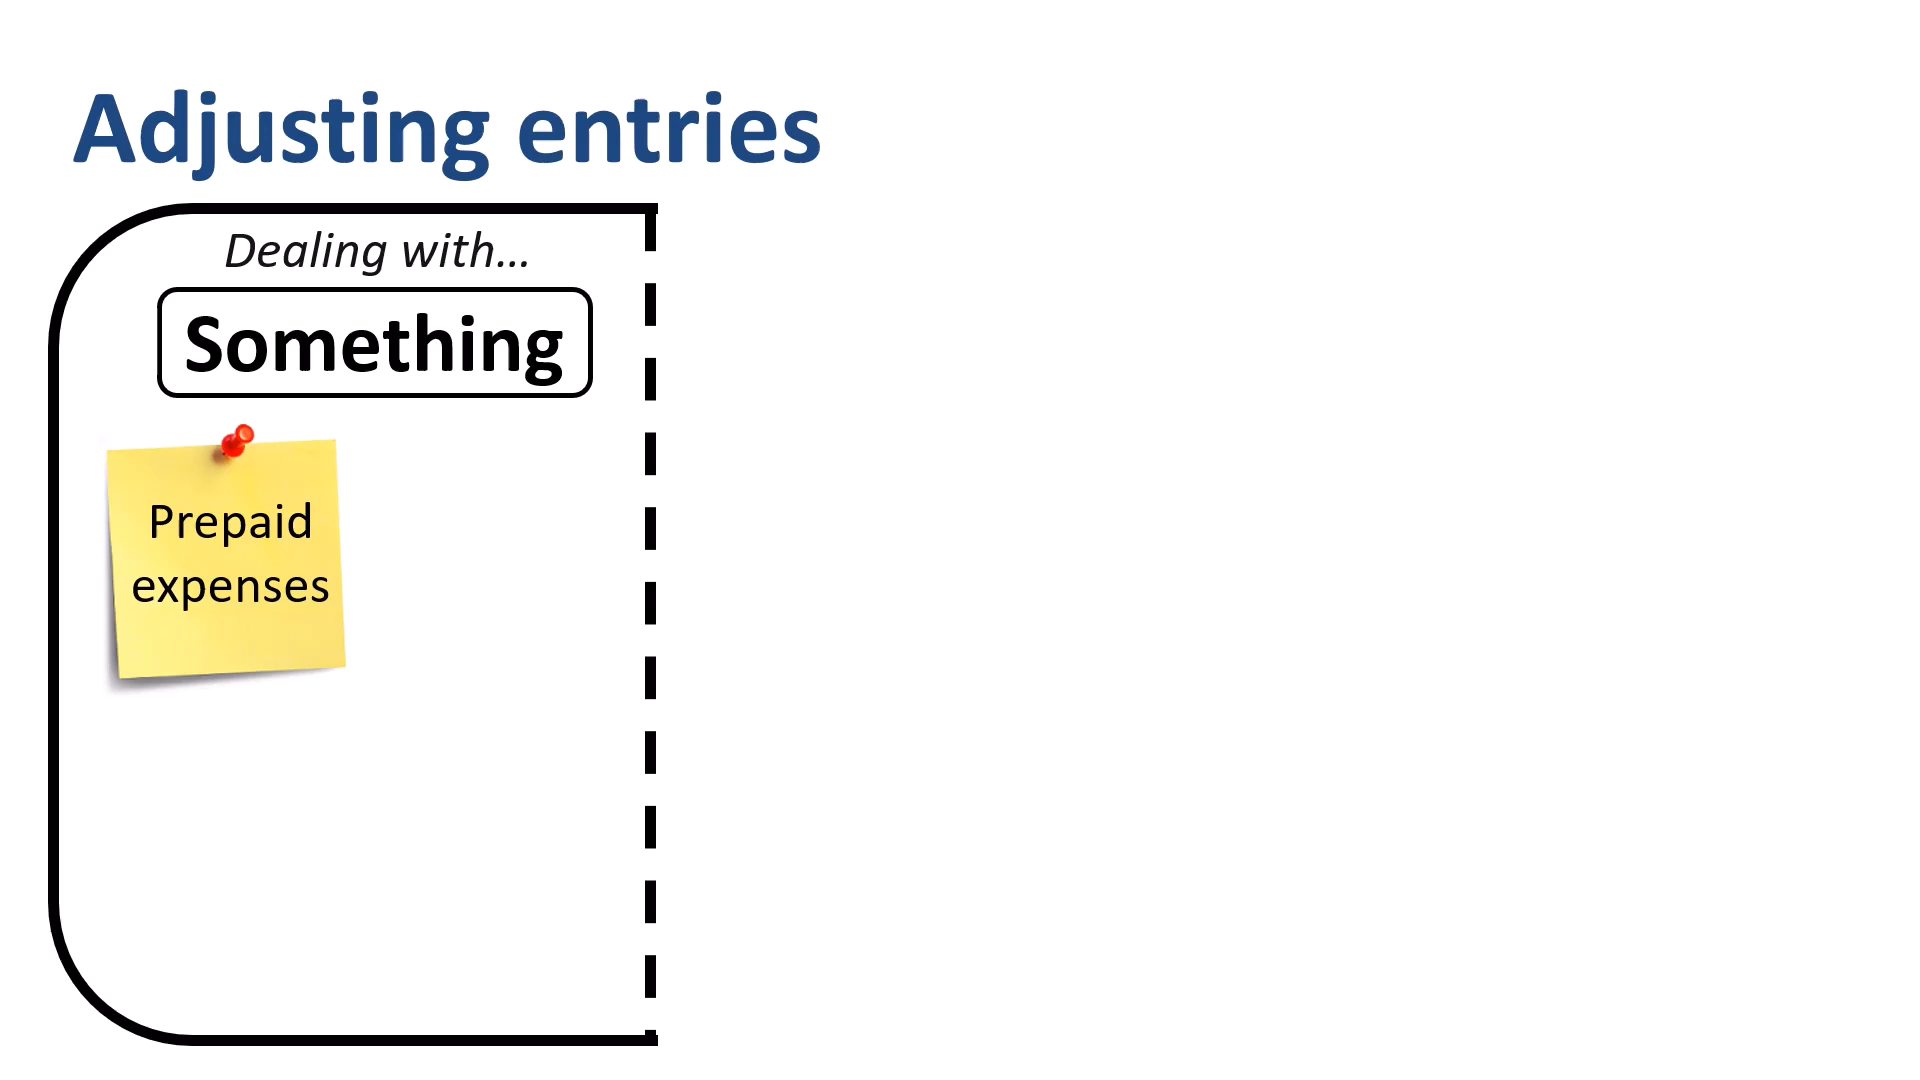 Adjusting entries
Dealing with...
Something
Prepaid
expenses